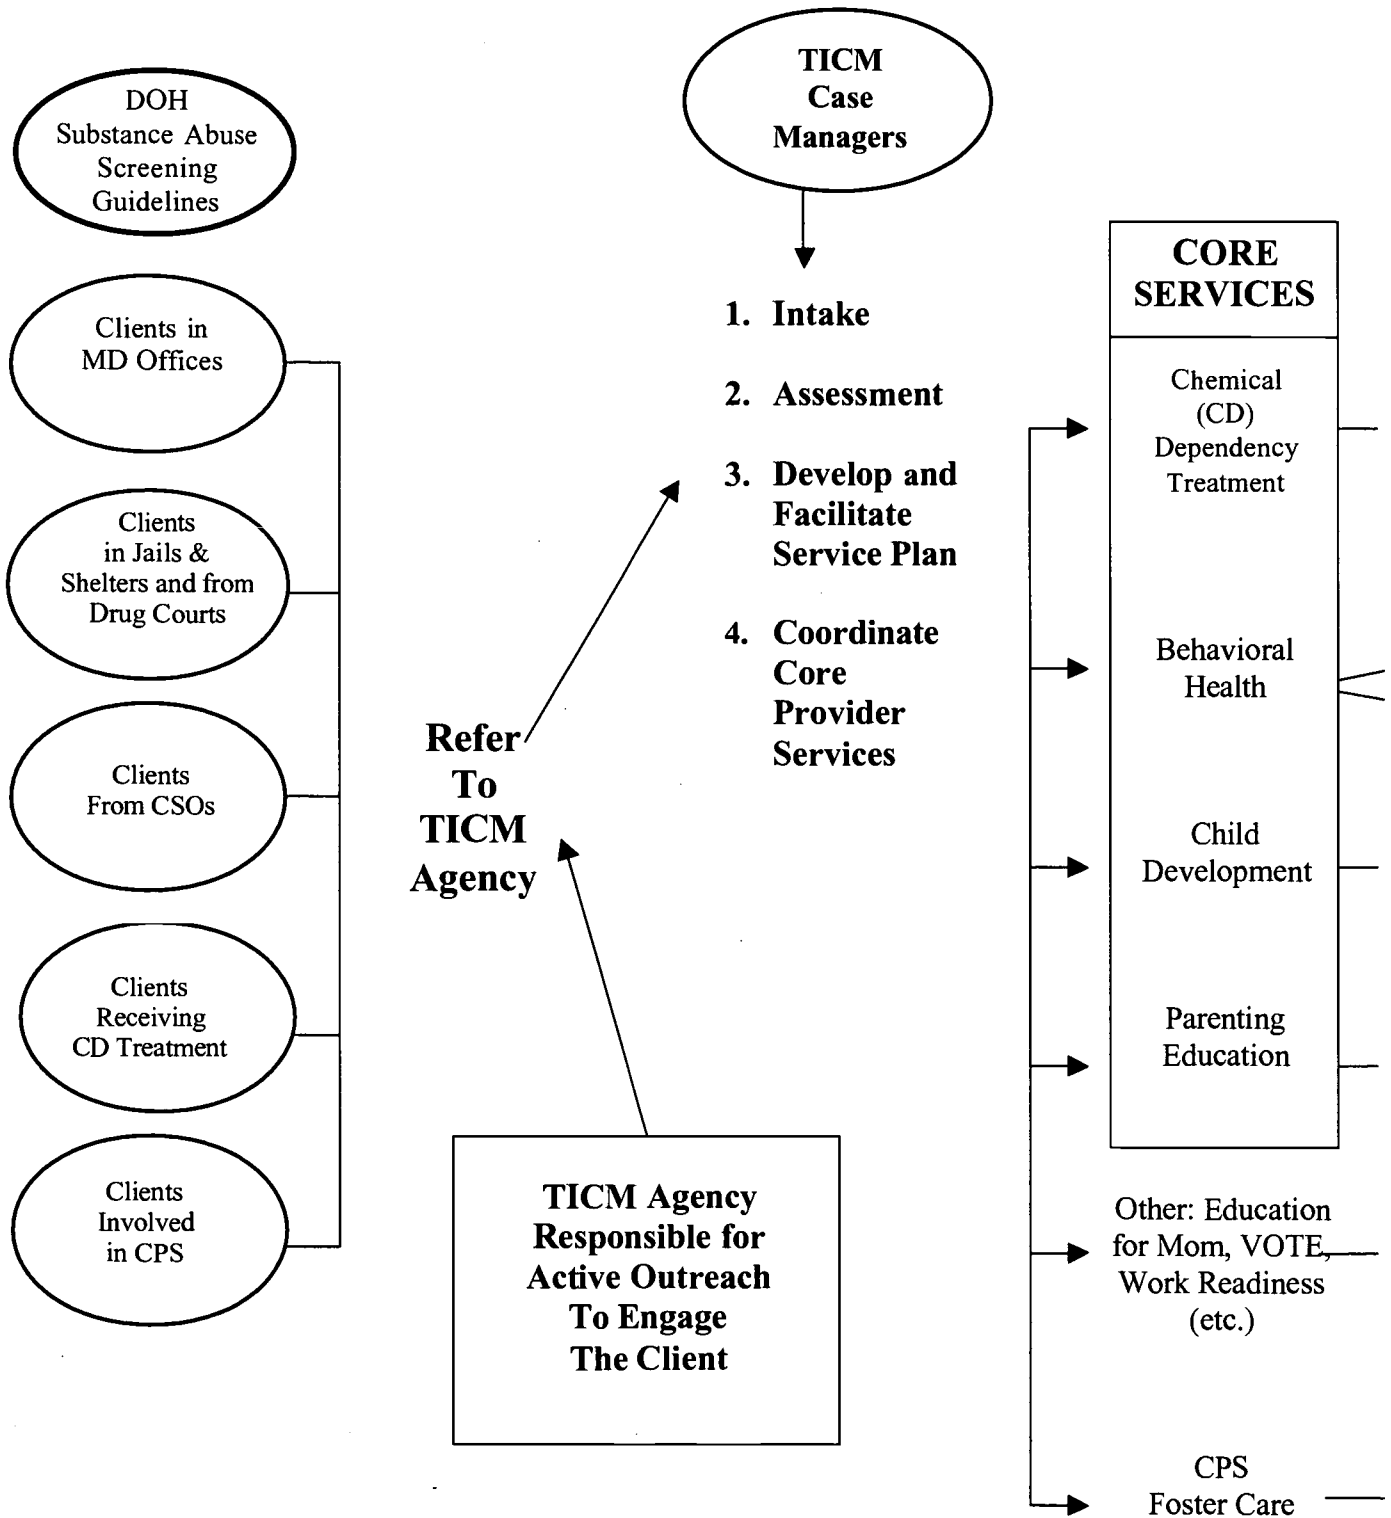 DOH
Substance Abuse
Screening
Guidelines
Clients in
MD Offices
Clients
in Jails &
Shelters and from
Drug Courts
Clients
From CSOs
Clients
Receiving
CD Treatment
Clients
Involved
in CPS
Refer
To
TICM
Agency
TICM Agency
Responsible for
Active Outreach
To Engage
The Client
TICM
Case
Managers
1. Intake
2. Assessment
3. Develop and
Facilitate
Service Plan
4. Coordinate
Core
Provider
Services
CORE
SERVICES
Chemical
(CD)
Dependency
Treatment
Behavioral
Health
Child
Development
Parenting
Education
Other: Education
for Mom, VOTE,
Work Readiness
(etc.)
CPS
Foster Care